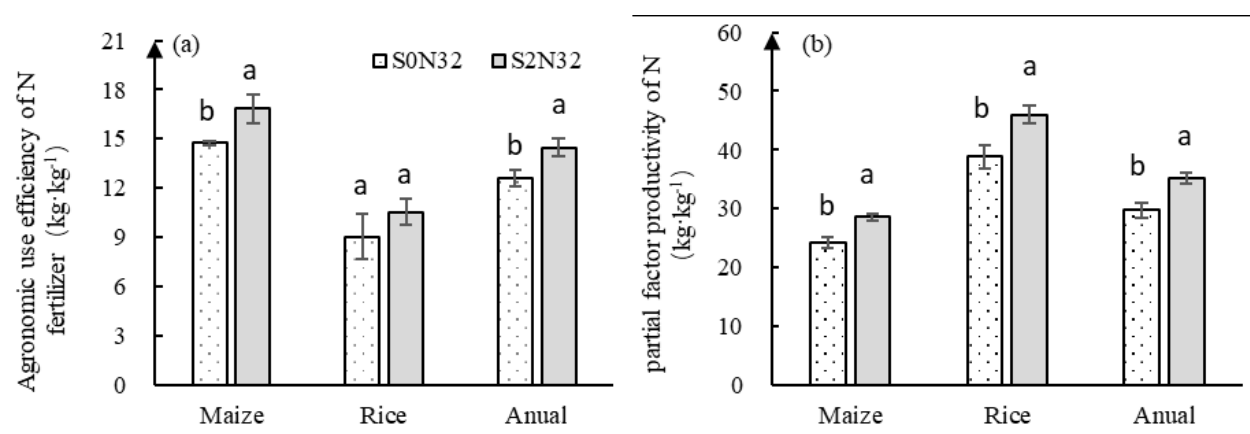 Agronomic use efficiency of N
fertilizer (kg·kg-1)
21
18
15
12
9
6
3
0
(a)
S0N32 S2N32
b a
a a
b a
Maize Rice Anual
partial factor productivity of N
(kg·kg-1)
60
50
40
30
20
10
0
(b)
b a
b a
b a
Maize Rice Anual